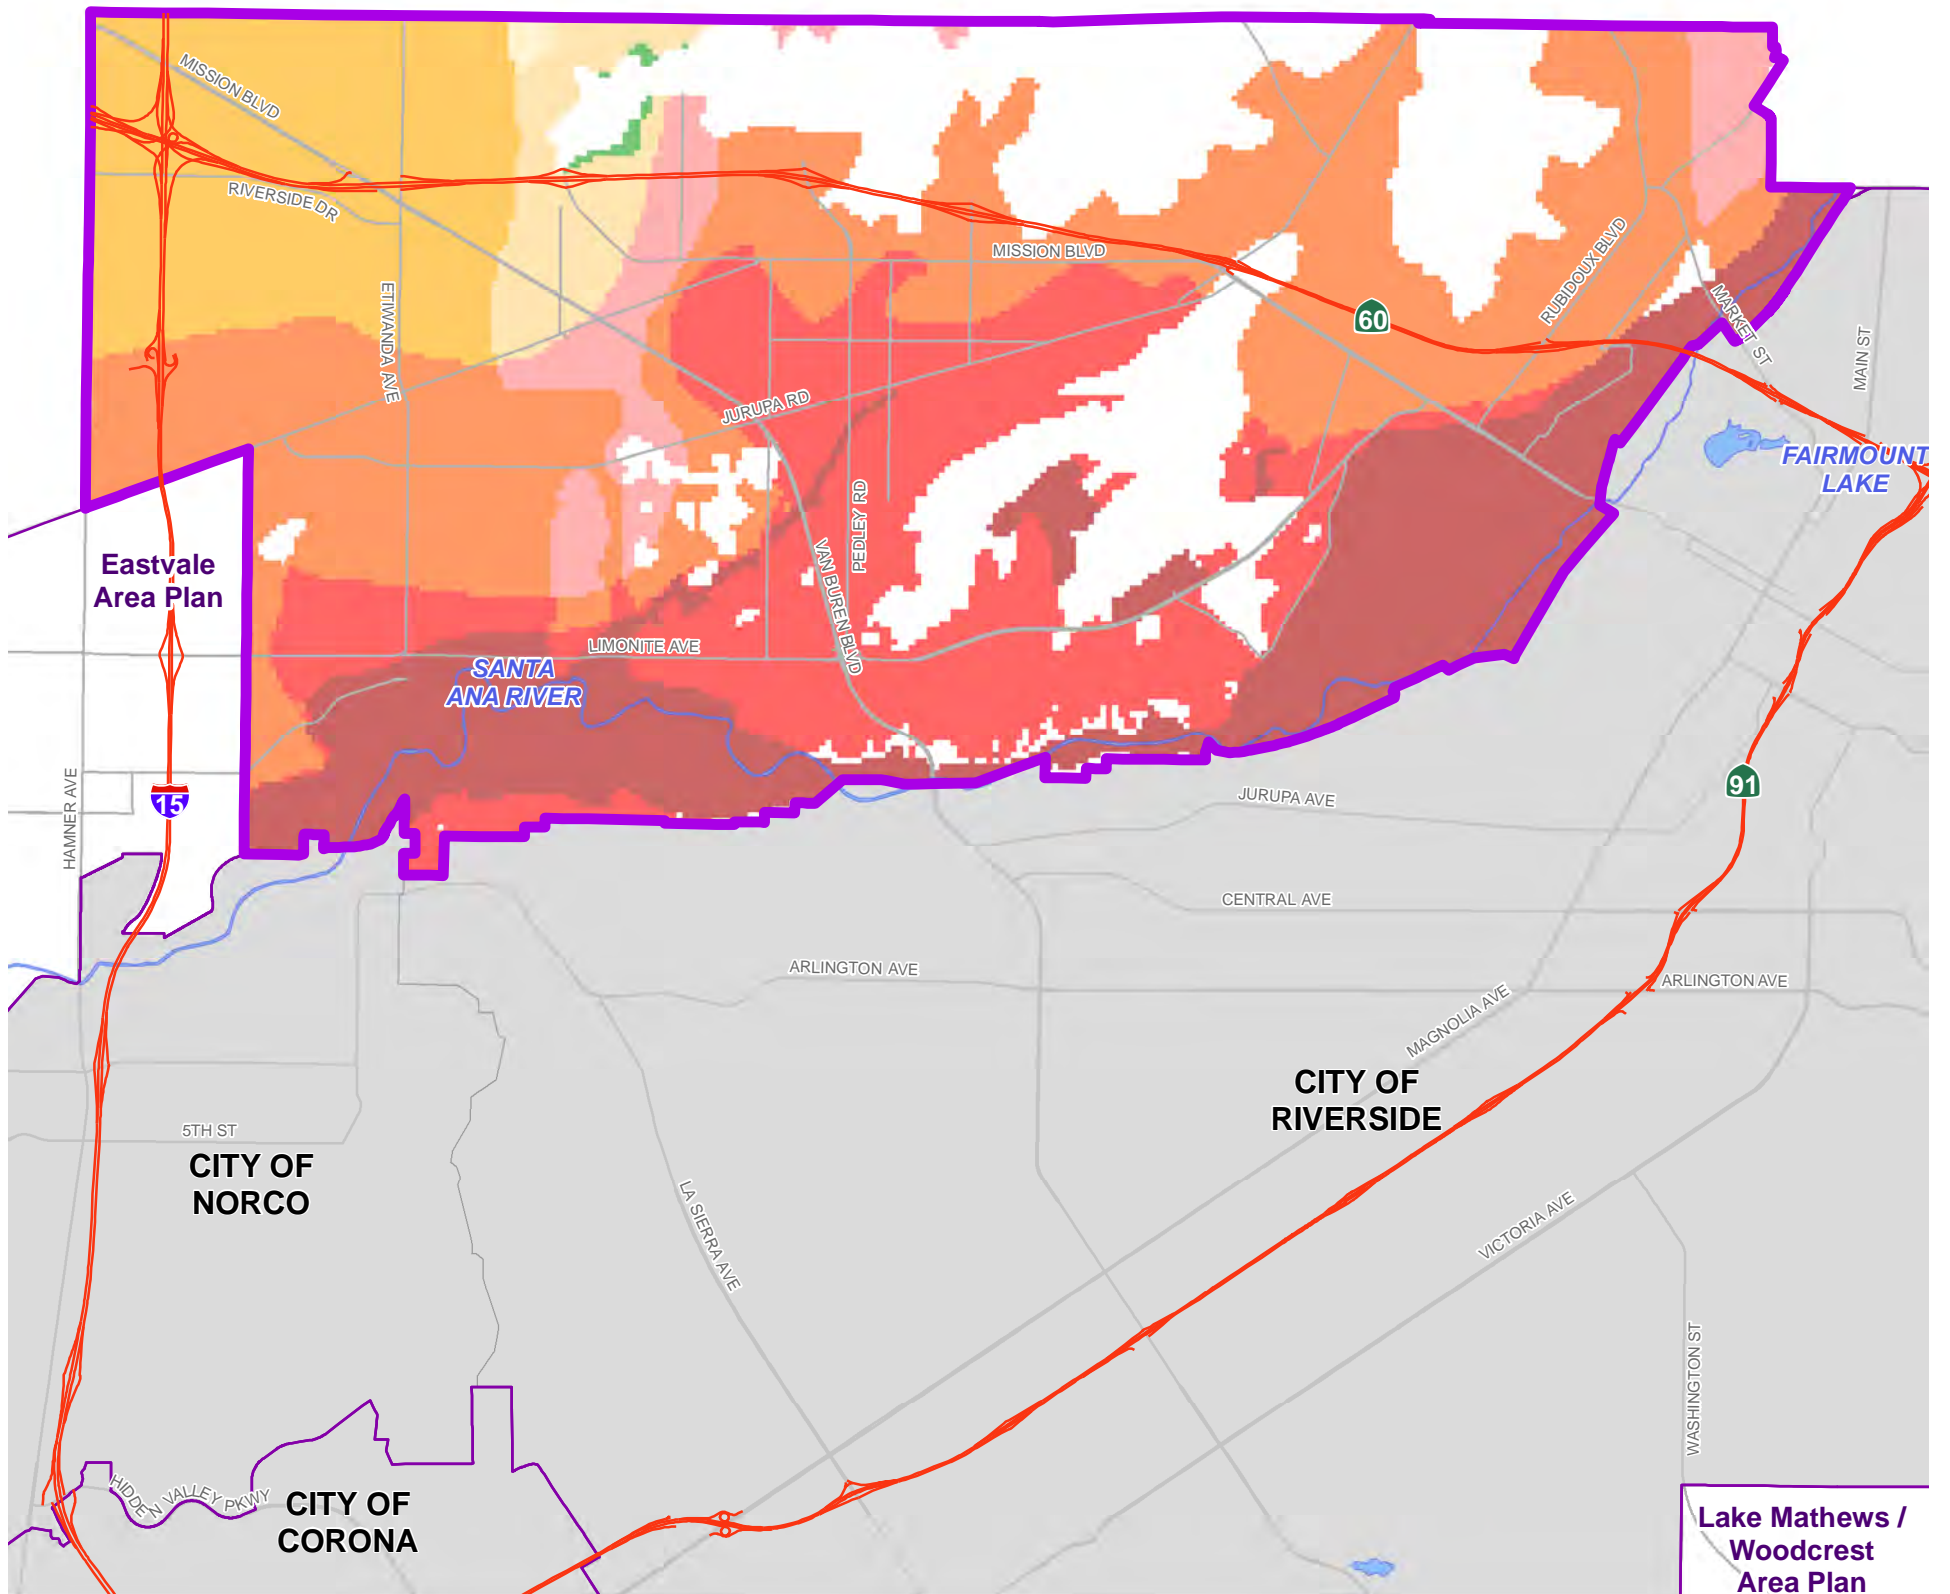 MISSION BLVD
RIVERSIDE DR
MISSION BLVD
RUBIDOUX BLVD
60
MARKET ST
MAIN ST
ETIWANDA AVE
JURUPA RD
FAIRMOUNT
LAKE
PEDLEY RD
VAN BUREN BLVD
Eastvale
Area Plan
LIMONITE AVE
SANTA
ANA RIVER
15
HAMNER AVE
91
JURUPA AVE
CENTRAL AVE
ARLINGTON AVE
ARLINGTON AVE
MAGNOLIA AVE
CITY OF
RIVERSIDE
5TH ST
CITY OF
NORCO
LA SIERRA AVE
VICTORIA AVE
WASHINGTON ST
HIDDEN VALLEY PKWY
CITY OF
CORONA
Lake Mathews /
Woodcrest
Area Plan